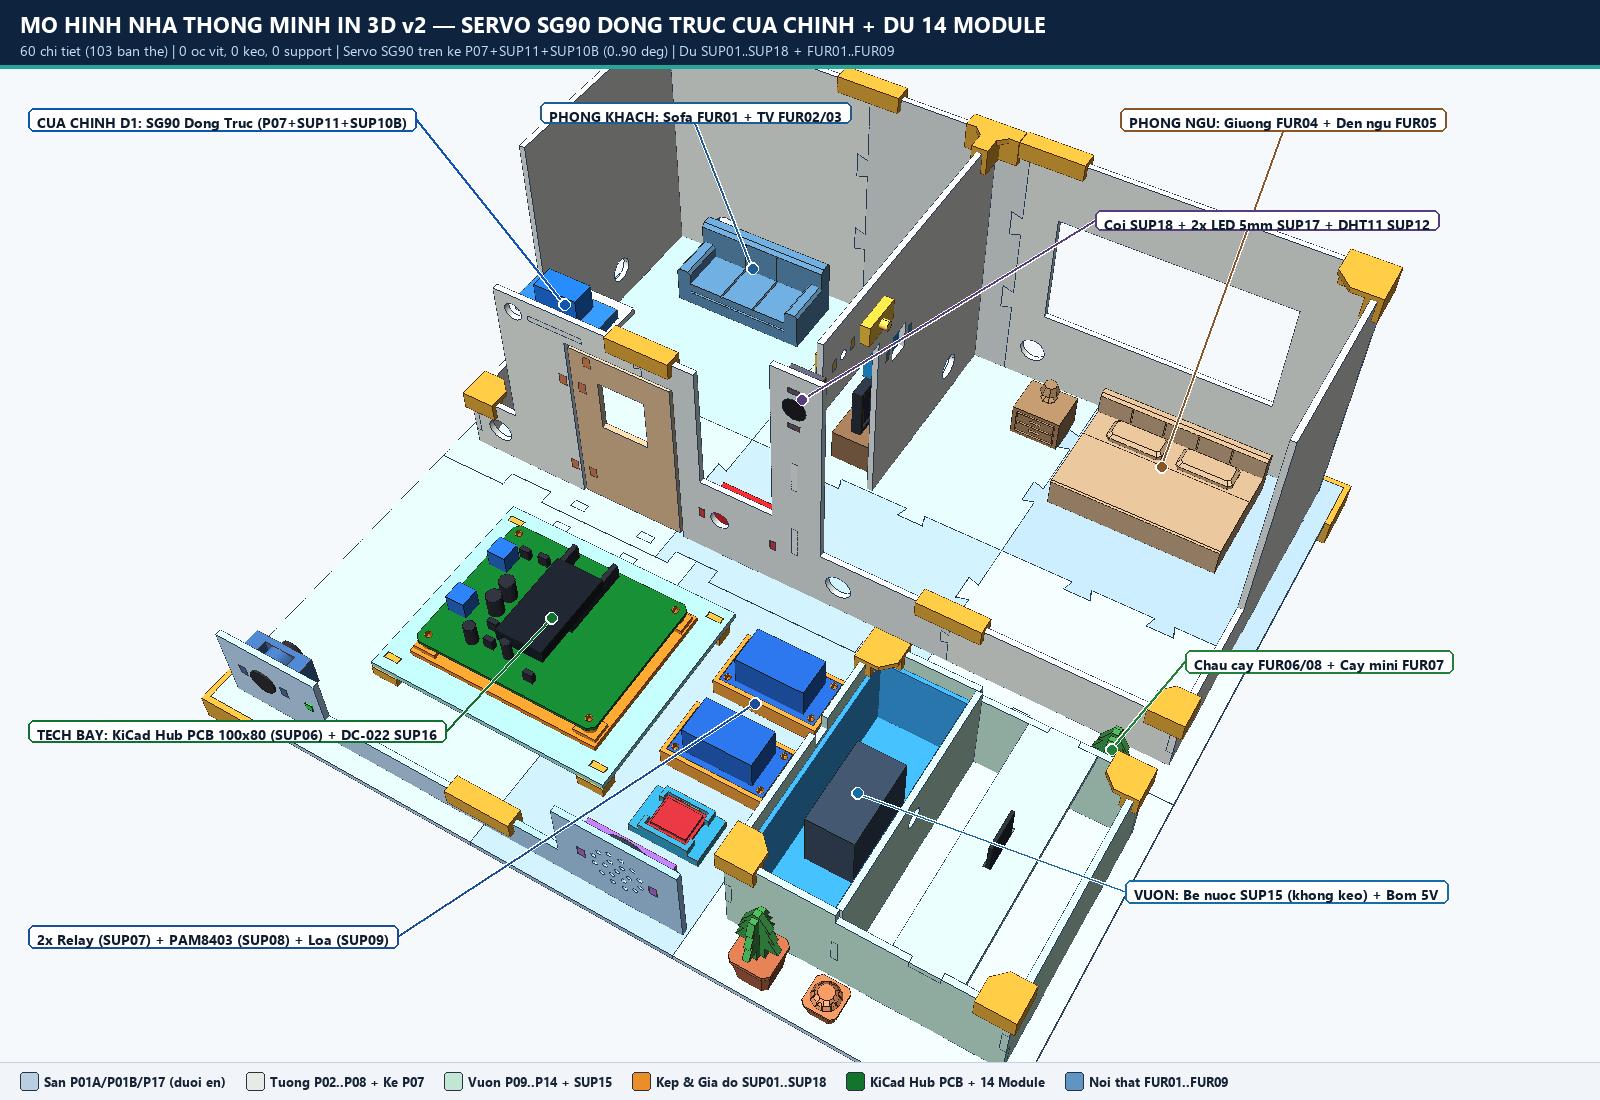 MO HINH NHA THONG MINH IN 3D v2 — SERVO SG90 DONG TRUC CUA CHINH + DU 14 MODULE
60 chi tiet (103 ban the) | 0 oc vit, 0 keo, 0 support | Servo SG90 tren ke P07+SUP11+SUP10B (0..90 deg) | Du SUP01..SUP18 + FUR01..FUR09
CUA CHINH D1: SG90 Dong Truc (P07+SUP11+SUP10B)
PHONG KHACH: Sofa FUR01 + TV FUR02/03
PHONG NGU: Giuong FUR04 + Den ngu FUR05
Coi SUP18 + 2x LED 5mm SUP17 + DHT11 SUP12
Chau cay FUR06/08 + Cay mini FUR07
TECH BAY: KiCad Hub PCB 100x80 (SUP06) + DC-022 SUP16
VUON: Be nuoc SUP15 (khong keo) + Bom 5V
2x Relay (SUP07) + PAM8403 (SUP08) + Loa (SUP09)
San P01A/P01B/P17 (duoi en)
Tuong P02..P08 + Ke P07
Vuon P09..P14 + SUP15
Kep & Gia do SUP01..SUP18
KiCad Hub PCB + 14 Module
Noi that FUR01..FUR09